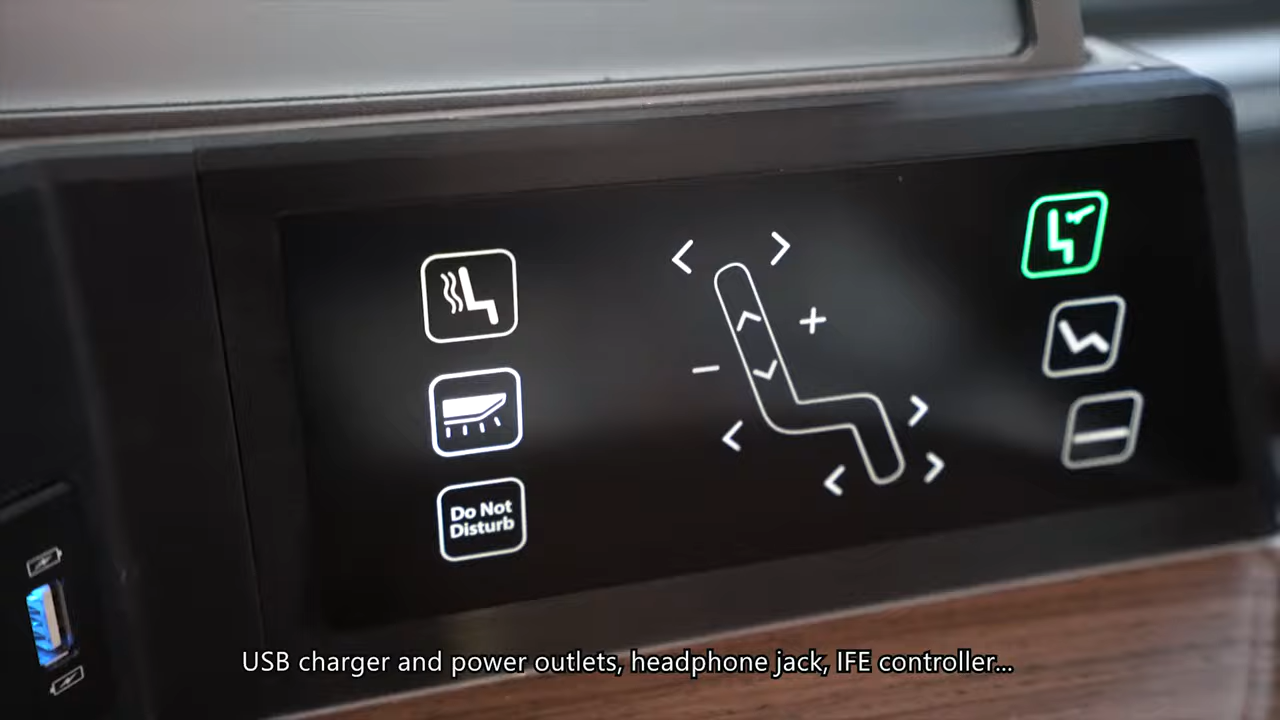 Do Not
Disturb
USB charger and power outlets, headphone jack, IFE controller...